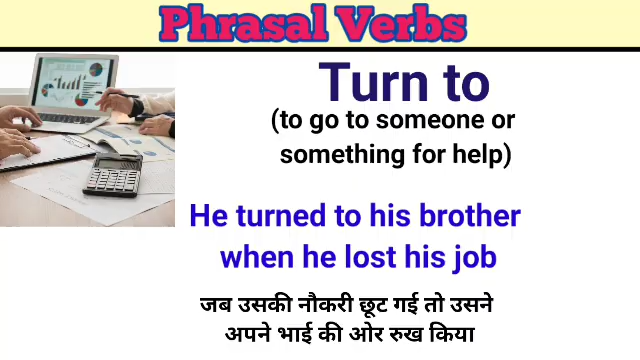 Phrasal Verbs
Turn to
(to go to someone or
something for help)
He turned to his brother
when he lost his job
जब उसकी नौकरी छूट गई तो उसने
अपने भाई की ओर रुख किया